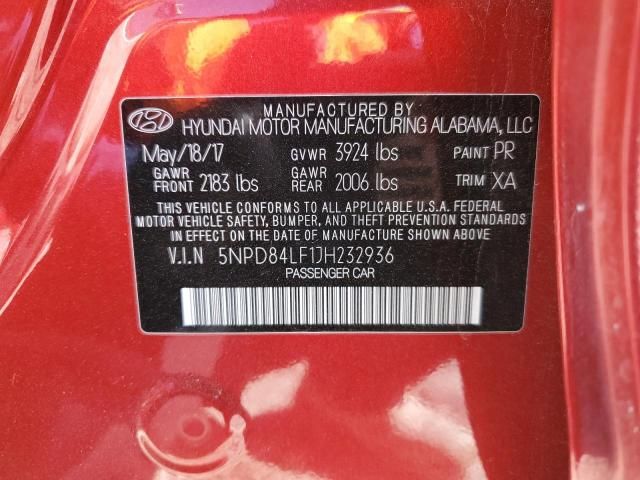 MANUFACTURED BY
HYUNDAI MOTOR MANUFACTURING ALABAMA, LLC
May/18/17 GVWR 3924 lbs PAINT PR
GAWR FRONT 2183 lbs GAWR REAR 2006.lbs TRIM XA
THIS VEHICLE CONFORMS TO ALL APPLICABLE U.S.A. FEDERAL
MOTOR VEHICLE SAFETY, BUMPER, AND THEFT PREVENTION STANDARDS
IN EFFECT ON THE DATE OF MANUFACTURE SHOWN ABOVE.
V.I.N 5NPD84LF1JH232936
PASSENGER CAR